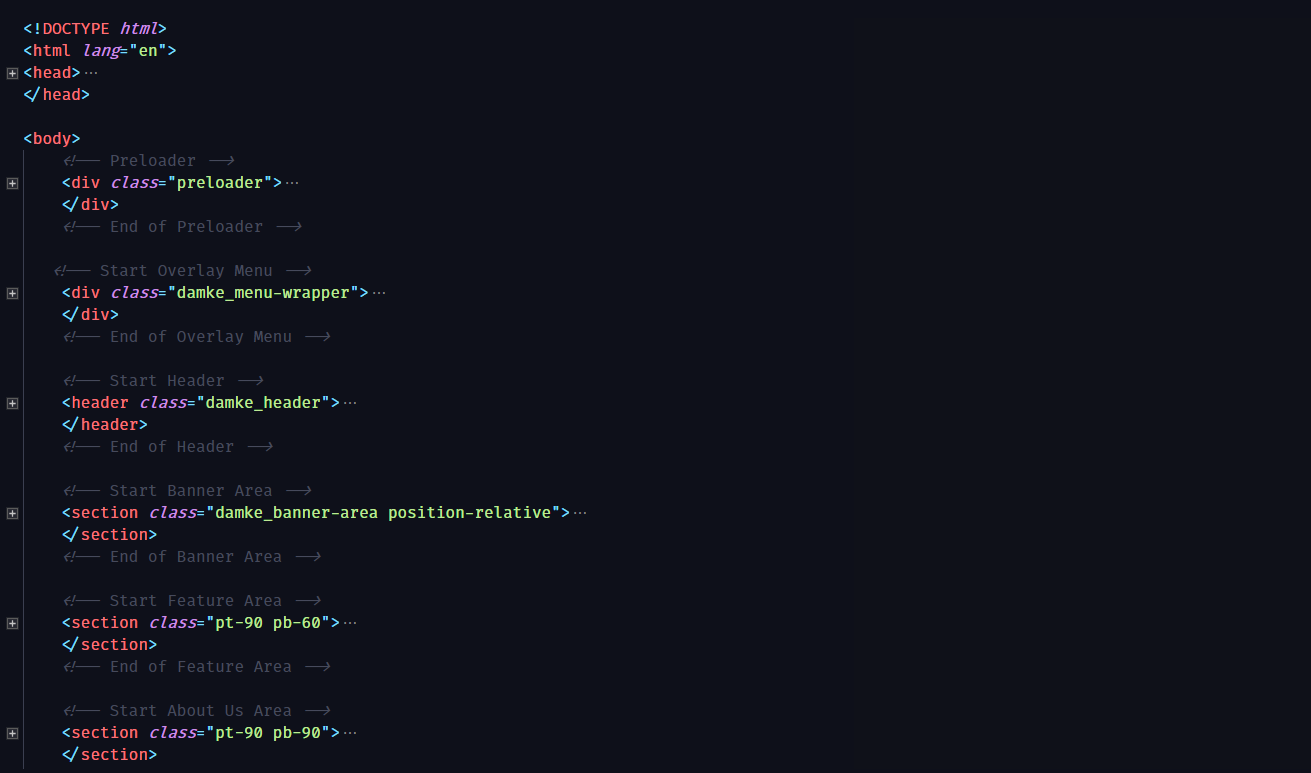 <!DOCTYPE html>
<html lang="en">
<head>···
</head>
<body>
<!-- Preloader -->
<div class="preloader">···
</div>
<!-- End of Preloader -->
<!-- Start Overlay Menu -->
<div class="damke_menu-wrapper">···
</div>
<!-- End of Overlay Menu -->
<!-- Start Header -->
<header class="damke_header">···
</header>
<!-- End of Header -->
<!-- Start Banner Area -->
<section class="damke_banner-area position-relative">···
</section>
<!-- End of Banner Area -->
<!-- Start Feature Area -->
<section class="pt-90 pb-60">···
</section>
<!-- End of Feature Area -->
<!-- Start About Us Area -->
<section class="pt-90 pb-90">···
</section>